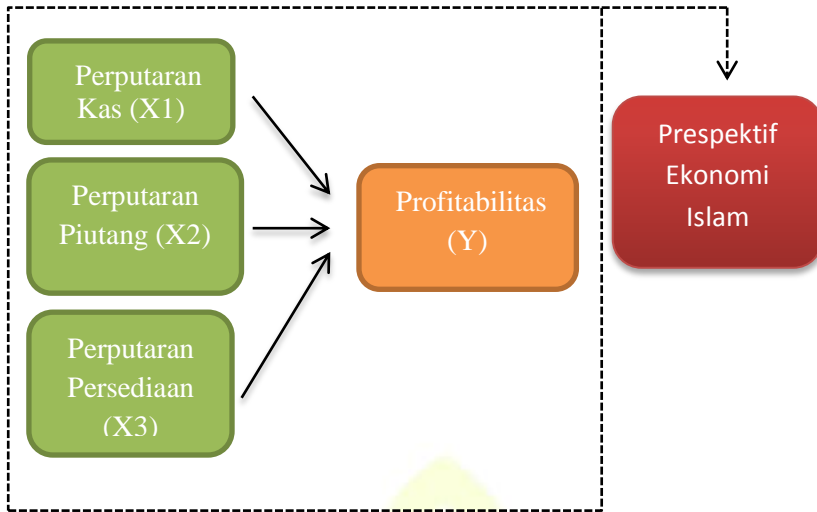 Perputaran
Kas (X1)
Perputaran
Piutang (X2)
Perputaran
Persediaan
(X3)
Profitabilitas
(Y)
Prespektif
Ekonomi
Islam